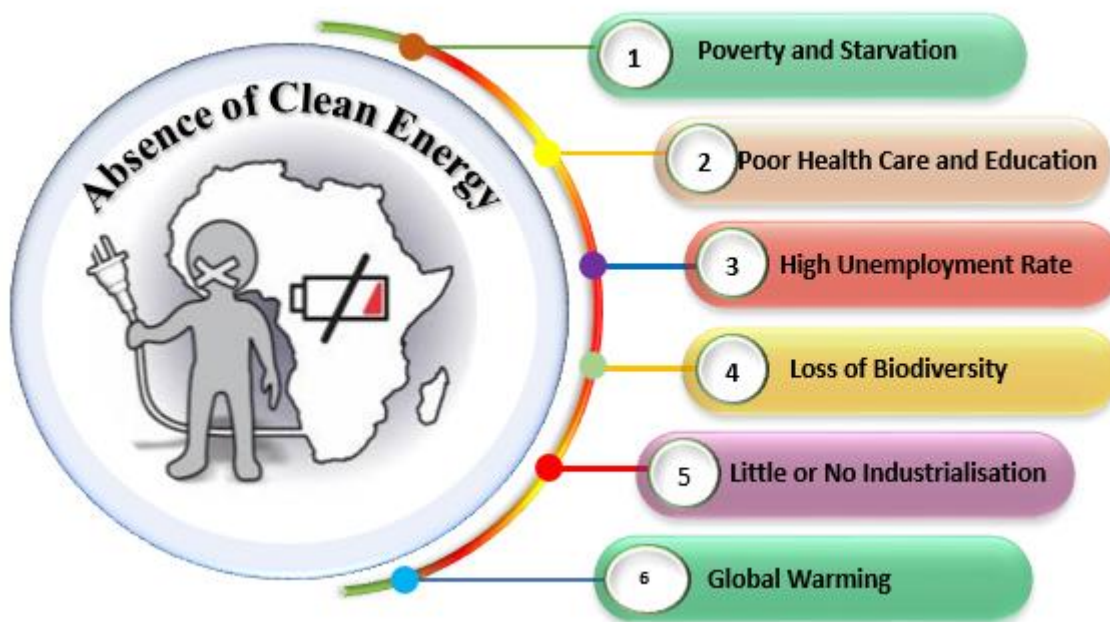 Absence of Clean Energy
1 Poverty and Starvation
2 Poor Health Care and Education
3 High Unemployment Rate
4 Loss of Biodiversity
5 Little or No Industrialisation
6 Global Warming